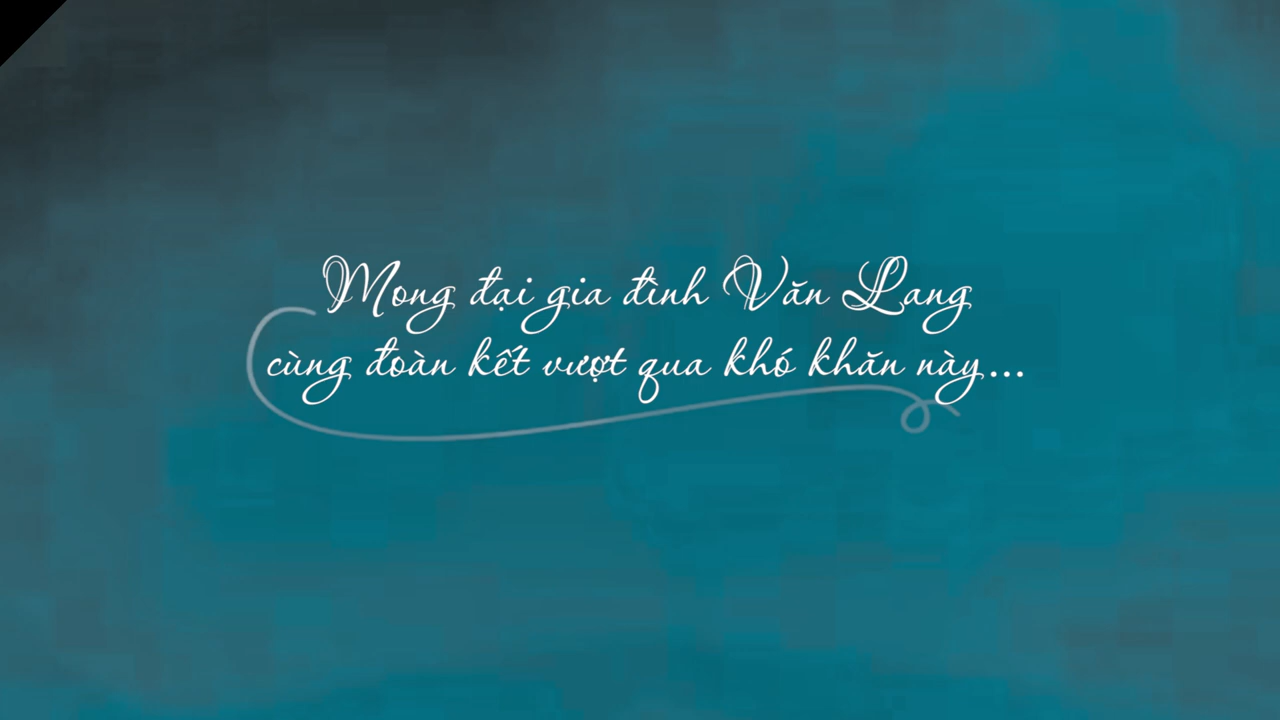 Mong đại gia đình Văn Lang
cùng đoàn kết vượt qua khó khăn này...